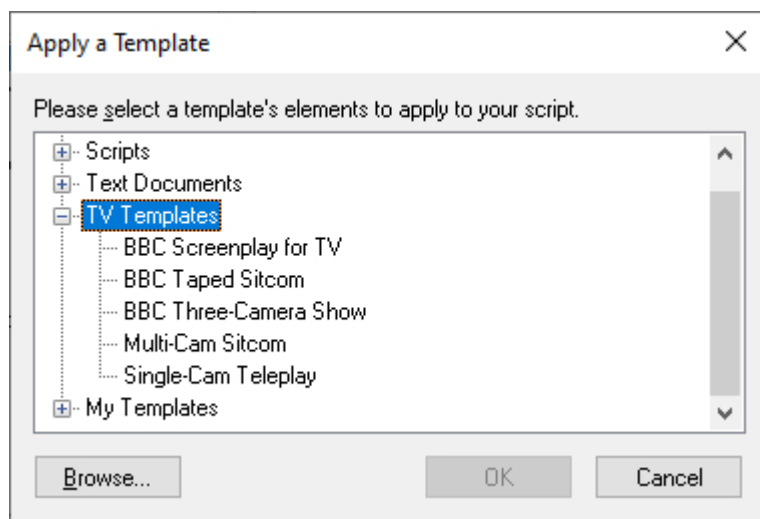 Apply a Template
Please select a template's elements to apply to your script.
Scripts
Text Documents
TV Templates
BBC Screenplay for TV
BBC Taped Sitcom
BBC Three-Camera Show
Multi-Cam Sitcom
Single-Cam Teleplay
My Templates
Browse... OK Cancel